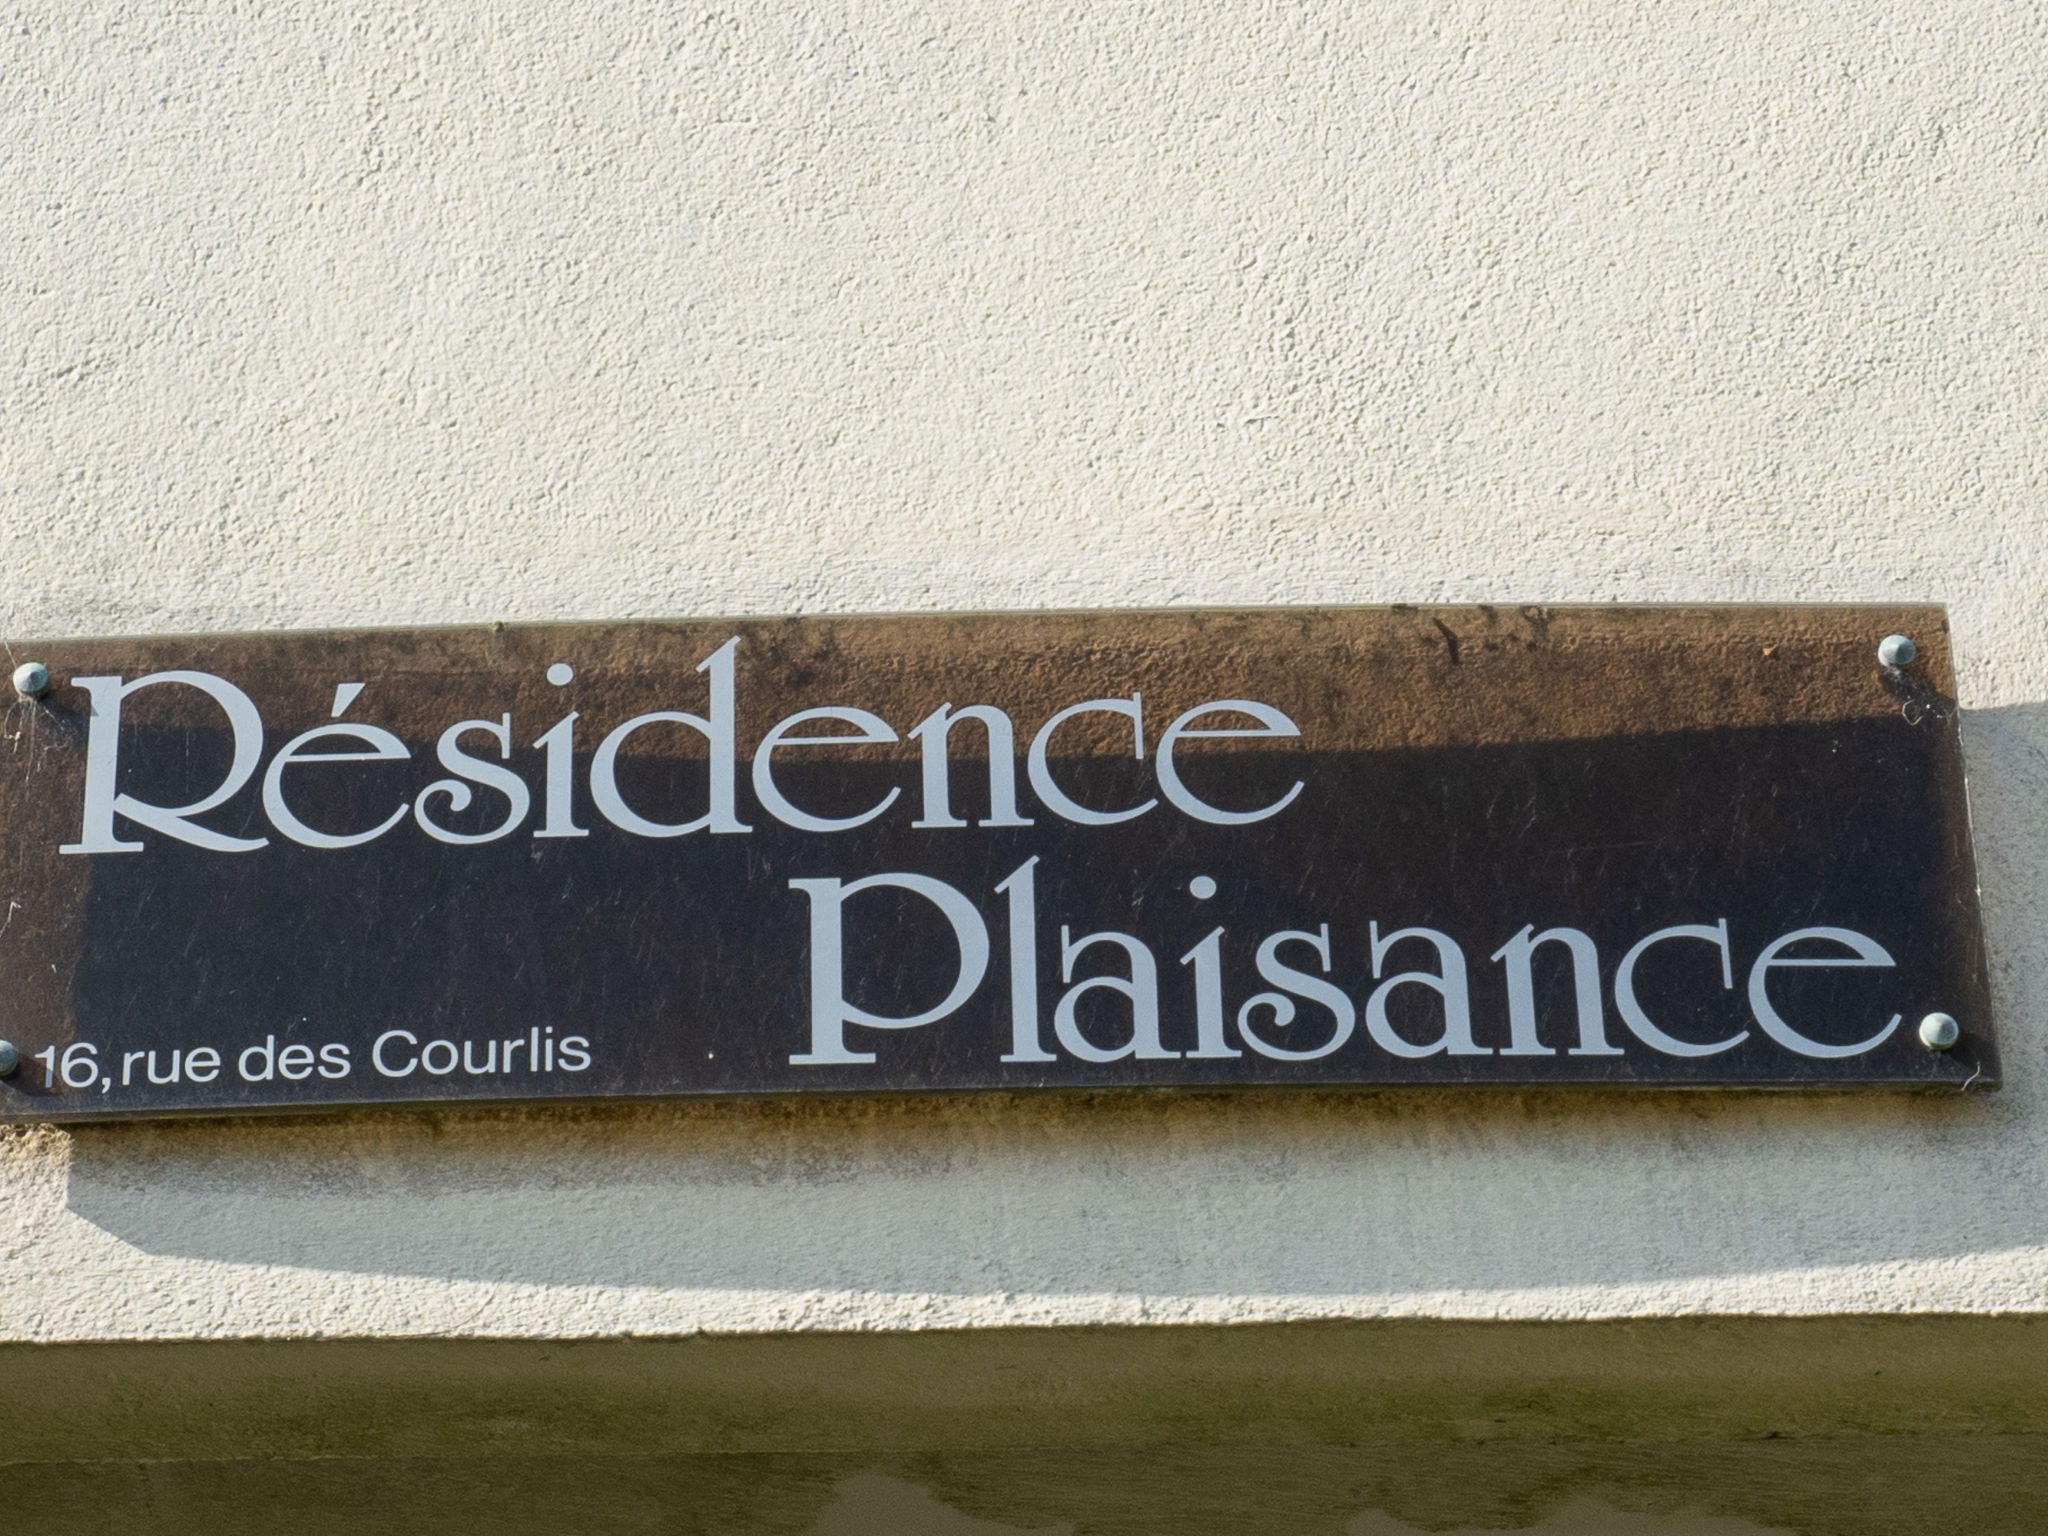 Résidence
Plaisance
16, rue des Courlis